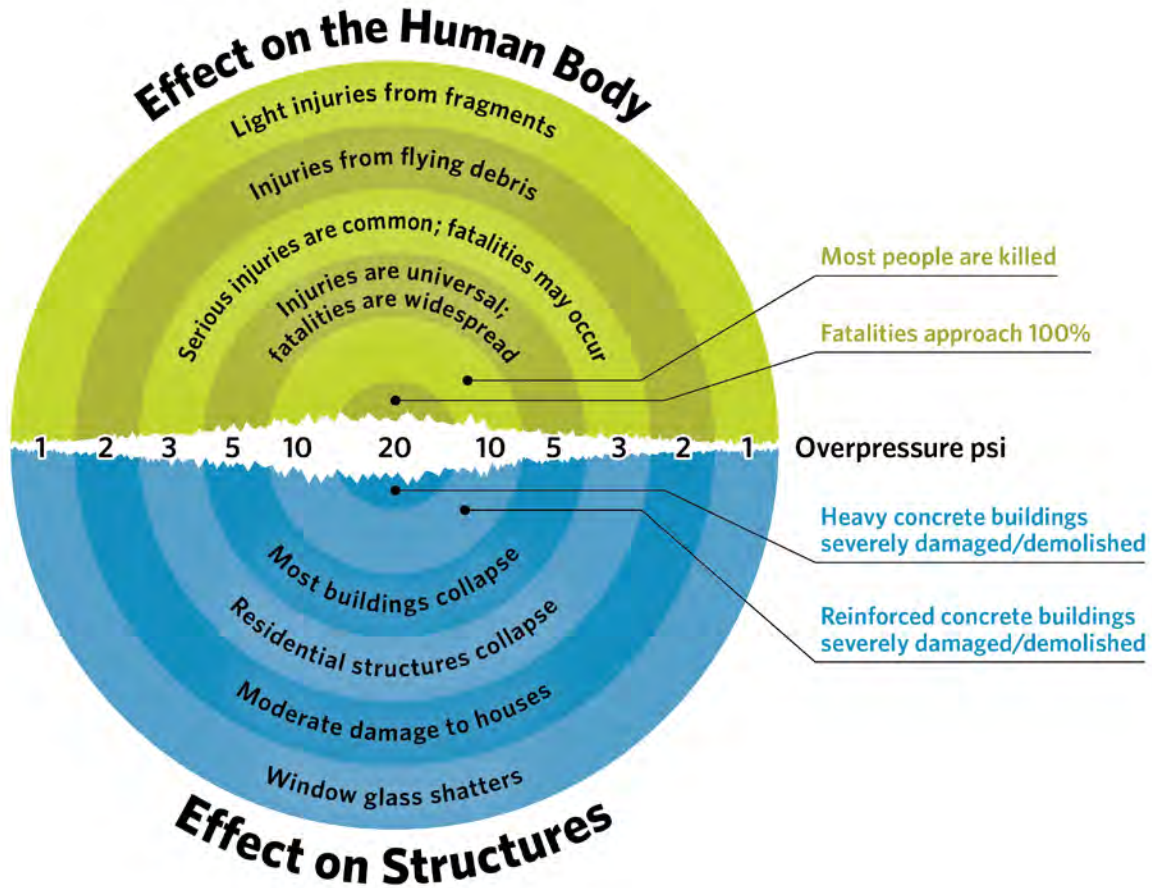 Effect on the Human Body
Light injuries from fragments
Injuries from flying debris
Serious injuries are common; fatalities may occur
Injuries are universal;
fatalities are widespread
Most people are killed
Fatalities approach 100%
1 2 3 5 10 20 10 5 3 2 1 Overpressure psi
Heavy concrete buildings
severely damaged/demolished
Reinforced concrete buildings
severely damaged/demolished
Most buildings collapse
Residential structures collapse
Moderate damage to houses
Window glass shatters
Effect on Structures